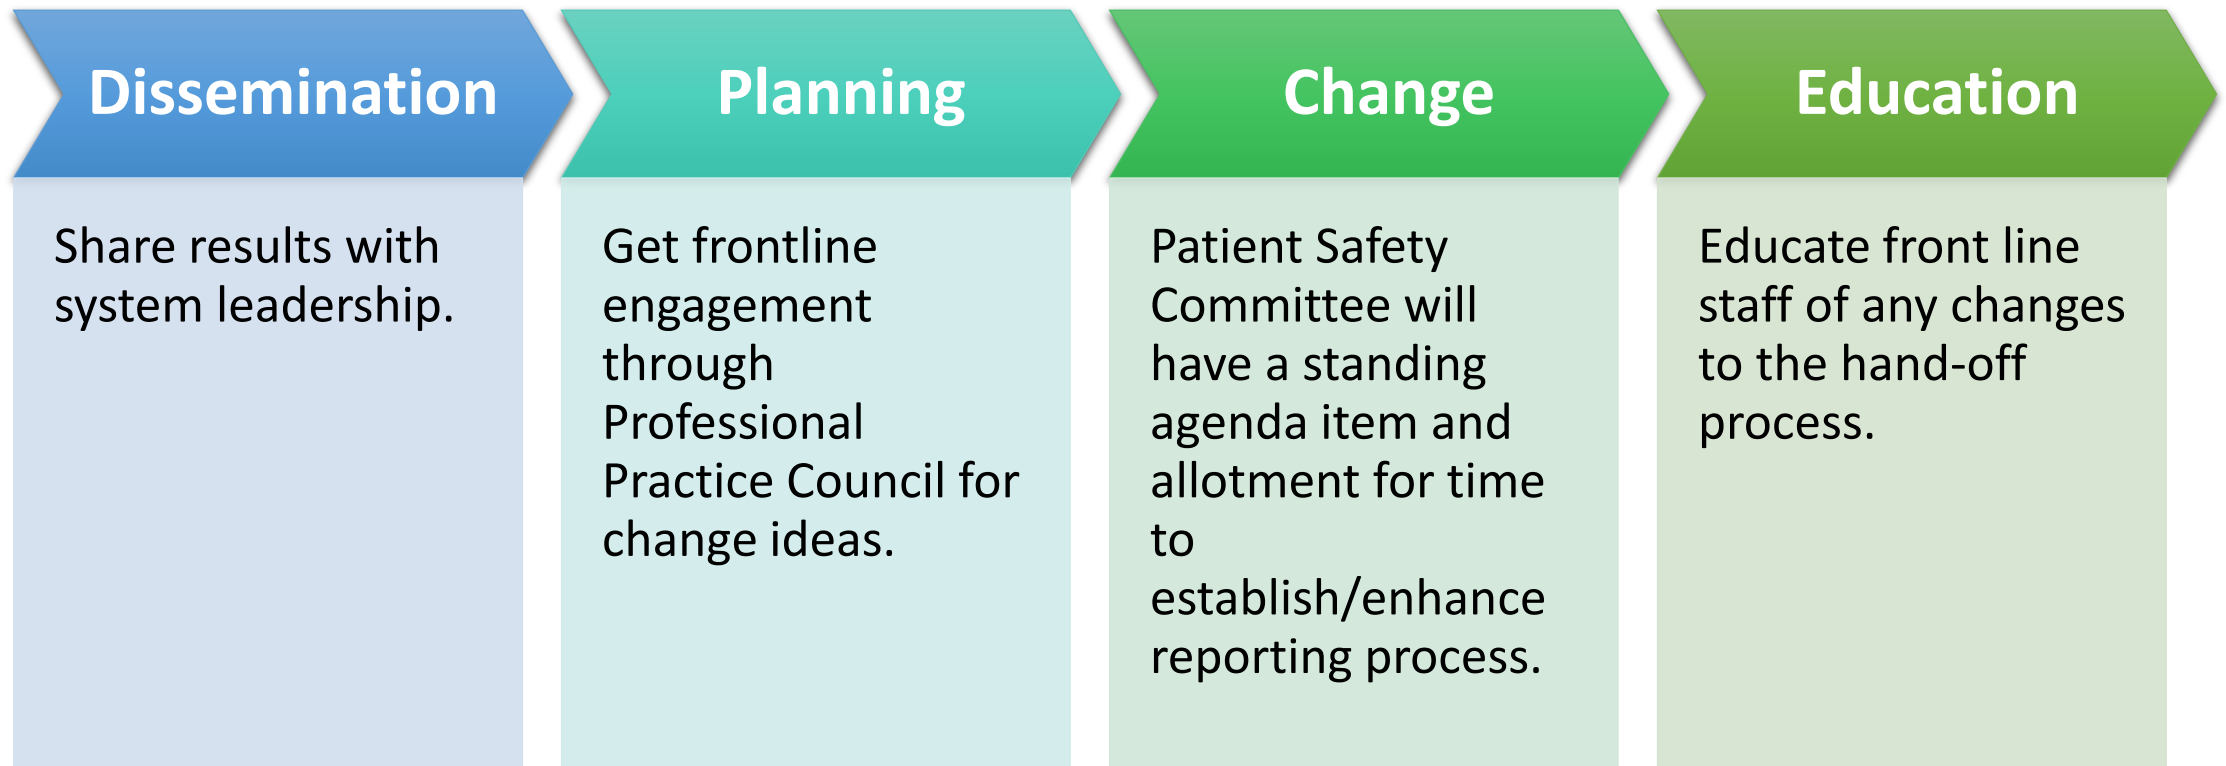 Dissemination
Share results with
system leadership.
Planning
Get frontline
engagement
through
Professional
Practice Council for
change ideas.
Change
Patient Safety
Committee will
have a standing
agenda item and
allotment for time
to
establish/enhance
reporting process.
Education
Educate front line
staff of any changes
to the hand-off
process.